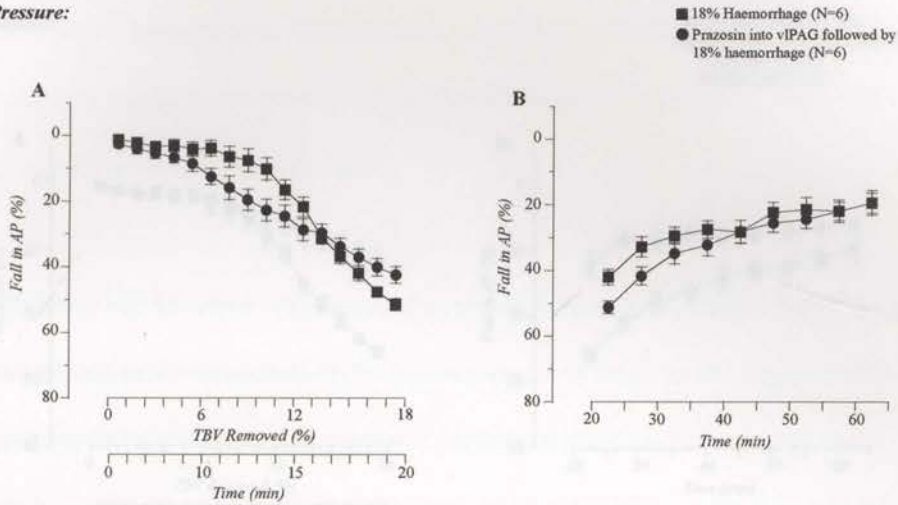 Pressure:
18% Haemorrhage (N=6)
Prazosin into vlPAG followed by
18% haemorrhage (N=6)
A
0
20
40
60
80
Fall in AP (%)
0 6 12 18
TBV Removed (%)
0 10 15 20
Time (min)
B
0
20
40
60
80
Fall in AP (%)
20 30 40 50 60
Time (min)